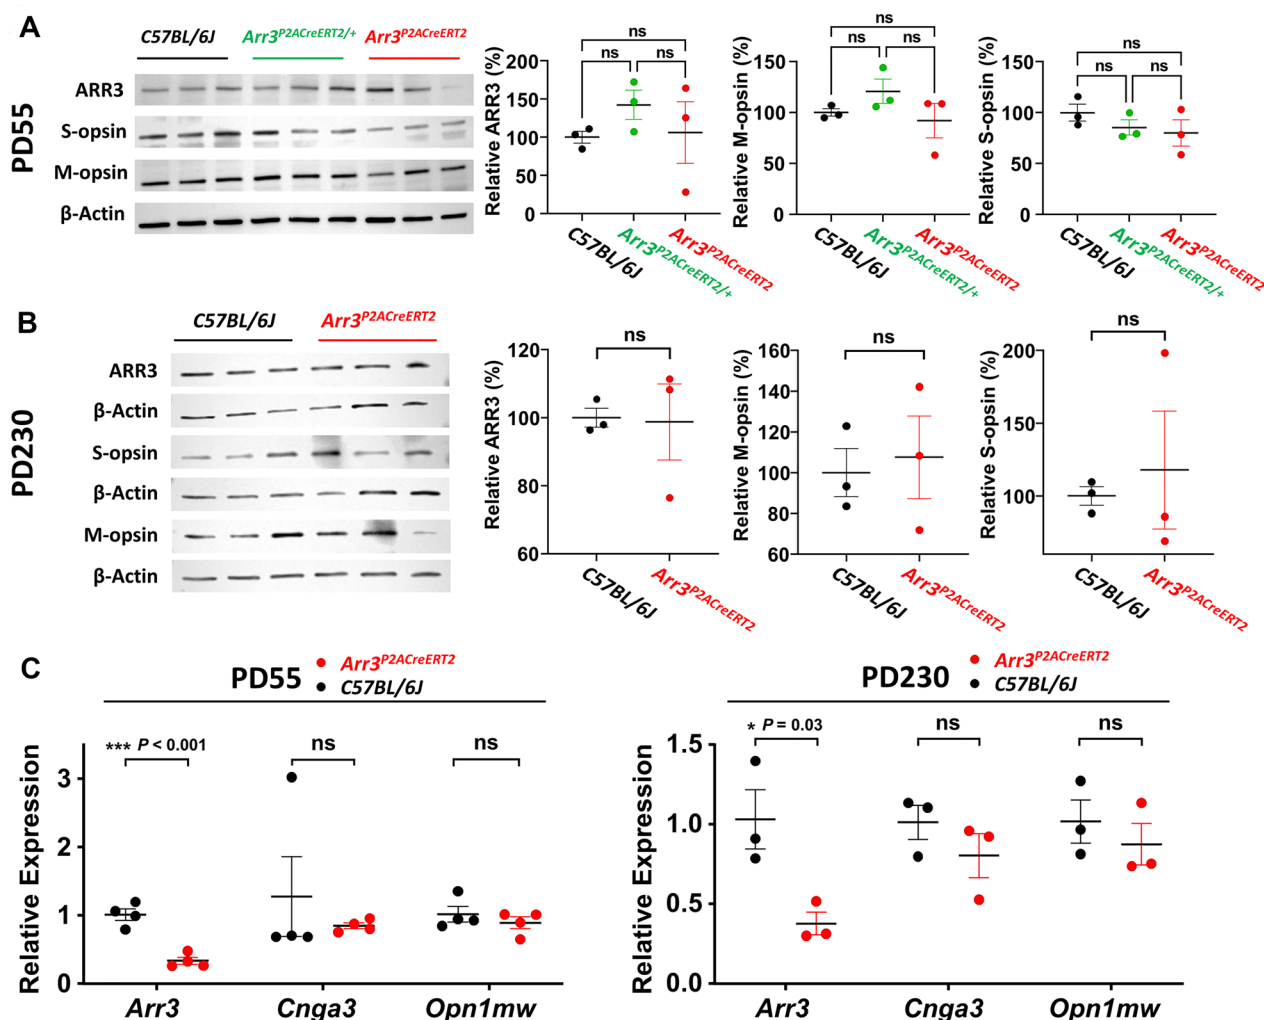 A
PD55
C57BL/6J Arr3P2ACreERT2/+ Arr3P2ACreERT2
ARR3
S-opsin
M-opsin
β-Actin
Relative ARR3 (%)
200
150
100
50
0
ns
ns ns
C57BL/6J
Arr3P2ACreERT2/+
Arr3P2ACreERT2
Relative M-opsin (%)
150
100
50
0
ns
ns ns
C57BL/6J
Arr3P2ACreERT2/+
Arr3P2ACreERT2
Relative S-opsin (%)
150
100
50
0
ns
ns ns
C57BL/6J
Arr3P2ACreERT2/+
Arr3P2ACreERT2
B
PD230
C57BL/6J Arr3P2ACreERT2
ARR3
β-Actin
S-opsin
β-Actin
M-opsin
β-Actin
Relative ARR3 (%)
120
100
80
60
ns
C57BL/6J
Arr3P2ACreERT2
Relative M-opsin (%)
160
140
120
100
80
60
ns
C57BL/6J
Arr3P2ACreERT2
Relative S-opsin (%)
200
150
100
ns
C57BL/6J
Arr3P2ACreERT2
C
PD55
Arr3P2ACreERT2
C57BL/6J
Relative Expression
3
2
1
0
*** P < 0.001
ns
ns
Arr3 Cnga3 Opn1mw
PD230
Arr3P2ACreERT2
C57BL/6J
Relative Expression
1.5
1.0
0.5
0.0
* P = 0.03
ns
ns
Arr3 Cnga3 Opn1mw